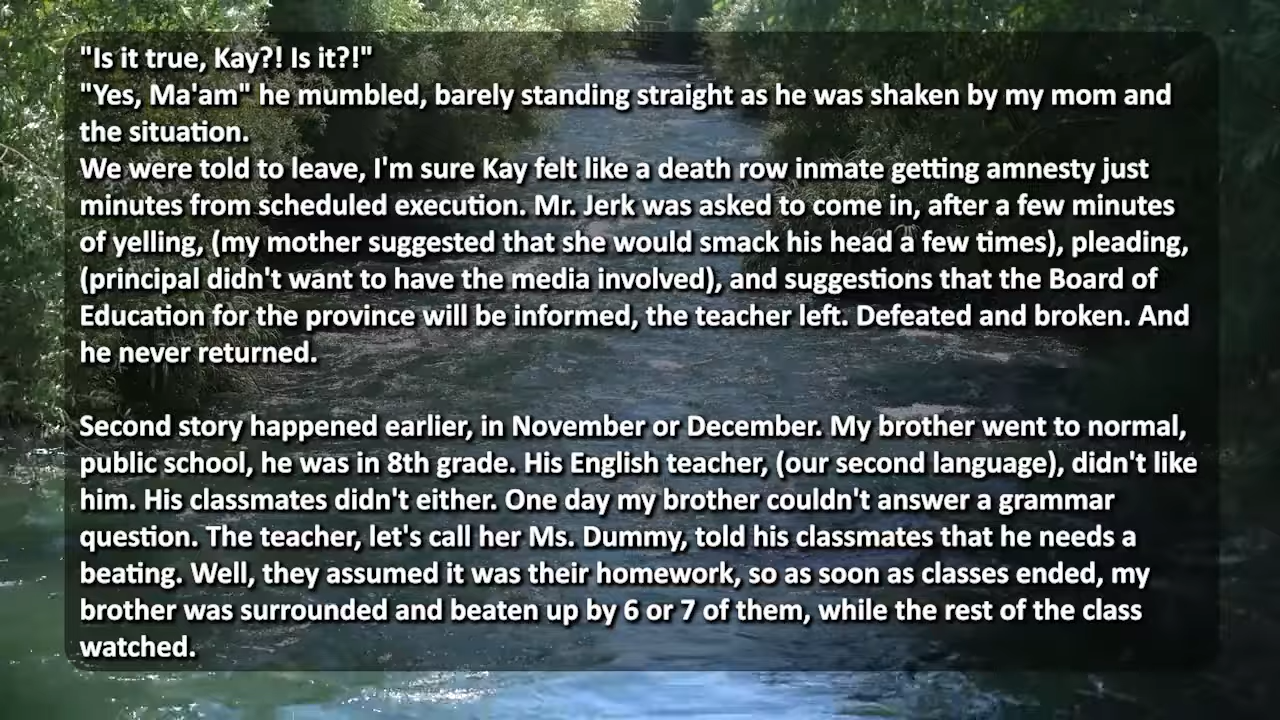 "Is it true, Kay?! Is it?!"
"Yes, Ma'am" he mumbled, barely standing straight as he was shaken by my mom and
the situation.
We were told to leave, I'm sure Kay felt like a death row inmate getting amnesty just
minutes from scheduled execution. Mr. Jerk was asked to come in, after a few minutes
of yelling, (my mother suggested that she would smack his head a few times), pleading,
(principal didn't want to have the media involved), and suggestions that the Board of
Education for the province will be informed, the teacher left. Defeated and broken. And
he never returned.
Second story happened earlier, in November or December. My brother went to normal,
public school, he was in 8th grade. His English teacher, (our second language), didn't like
him. His classmates didn't either. One day my brother couldn't answer a grammar
question. The teacher, let's call her Ms. Dummy, told his classmates that he needs a
beating. Well, they assumed it was their homework, so as soon as classes ended, my
brother was surrounded and beaten up by 6 or 7 of them, while the rest of the class
watched.